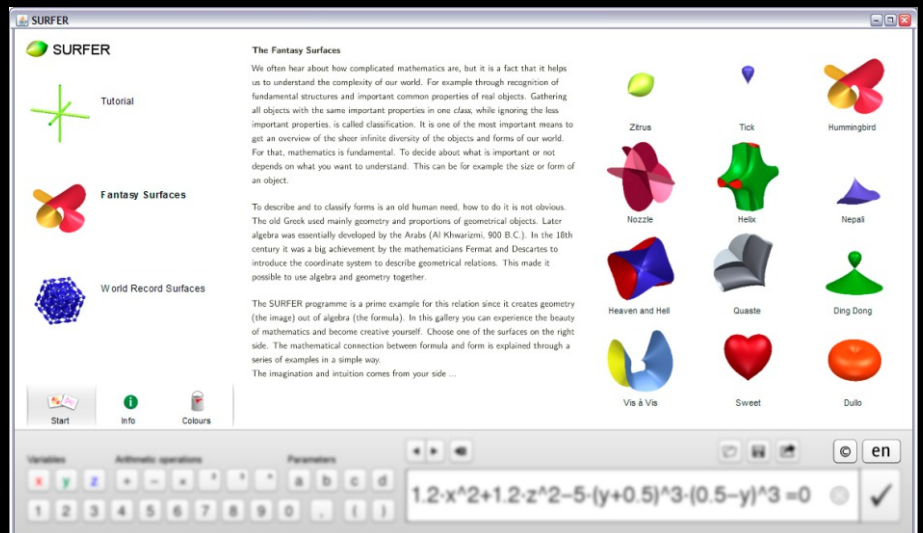 SURFER
SURFER
Tutorial
Fantasy Surfaces
World Record Surfaces
Start
Info
Colours
The Fantasy Surfaces
We often hear about how complicated mathematics are, but it is a fact that it helps
us to understand the complexity of our world. For example through recognition of
fundamental structures and important common properties of real objects. Gathering
all objects with the same important properties in one class, while ignoring the less
important properties, is called classification. It is one of the most important means to
get an overview of the sheer infinite diversity of the objects and forms of our world.
For that, mathematics is fundamental. To decide about what is important or not
depends on what you want to understand. This can be for example the size or form of
an object.
To describe and to classify forms is an old human need, how to do it is not obvious.
The old Greek used mainly geometry and proportions of geometrical objects. Later
algebra was essentially developed by the Arabs (Al Khwarizmi, 900 B.C.). In the 18th
century it was a big achievement by the mathematicians Fermat and Descartes to
introduce the coordinate system to describe geometrical relations. This made it
possible to use algebra and geometry together.
The SURFER programme is a prime example for this relation since it creates geometry
(the image) out of algebra (the formula). In this gallery you can experience the beauty
of mathematics and become creative yourself. Choose one of the surfaces on the right
side. The mathematical connection between formula and form is explained through a
series of examples in a simple way.
The imagination and intuition comes from your side ...
Zitrus
Tick
Hummingbird
Nozzle
Helix
Nepali
Heaven and Hell
Quaste
Ding Dong
Vis à Vis
Sweet
Dullo
© en
Variables
Arithmetic operations
Parameters
x y z + − a b c d
1 2 3 4 5 6 7 8 9 0 , ( )
1.2·x^2+1.2·z^2−5·(y+0.5)^3·(0.5−y)^3 =0